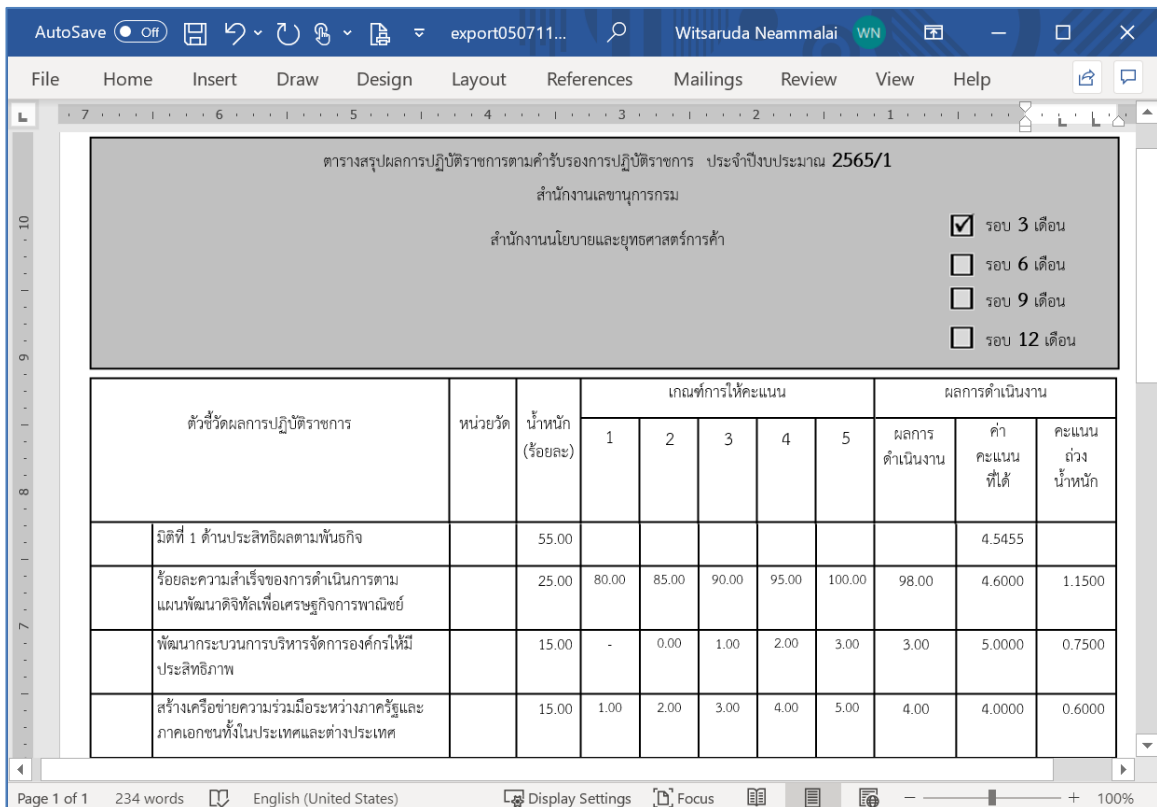 AutoSave Off export050711... Witsaruda Neammalai WN
File Home Insert Draw Design Layout References Mailings Review View Help
7 6 5 4 3 2 1
10
9
8
7
ตารางสรุปผลการปฏิบัติราชการตามคำรับรองการปฏิบัติราชการ ประจำปีงบประมาณ 2565/1
สำนักงานเลขานุการกรม
สำนักงานนโยบายและยุทธศาสตร์การค้า
รอบ 3 เดือน
รอบ 6 เดือน
รอบ 9 เดือน
รอบ 12 เดือน
ตัวชี้วัดผลการปฏิบัติราชการ หน่วยวัด น้ำหนัก (ร้อยละ) เกณฑ์การให้คะแนน ผลการดำเนินงาน
1 2 3 4 5 ผลการดำเนินงาน ค่าคะแนนที่ได้ คะแนนถ่วงน้ำหนัก
มิติที่ 1 ด้านประสิทธิผลตามพันธกิจ 55.00 4.5455
ร้อยละความสำเร็จของการดำเนินการตาม 25.00 80.00 85.00 90.00 95.00 100.00 98.00 4.6000 1.1500
แผนพัฒนาดิจิทัลเพื่อเศรษฐกิจการพาณิชย์
พัฒนากระบวนการบริหารจัดการองค์กรให้มี 15.00 - 0.00 1.00 2.00 3.00 3.00 5.0000 0.7500
ประสิทธิภาพ
สร้างเครือข่ายความร่วมมือระหว่างภาครัฐและ 15.00 1.00 2.00 3.00 4.00 5.00 4.00 4.0000 0.6000
ภาคเอกชนทั้งในประเทศและต่างประเทศ
Page 1 of 1 234 words English (United States) Display Settings Focus 100%